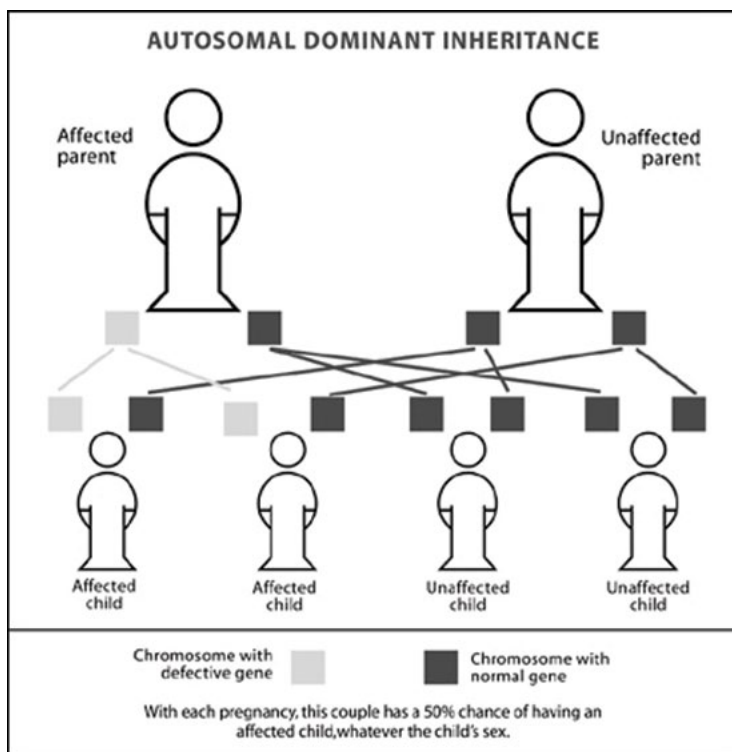 AUTOSOMAL DOMINANT INHERITANCE
Affected
parent
Unaffected
parent
Affected
child
Affected
child
Unaffected
child
Unaffected
child
Chromosome with
defective gene
Chromosome with
normal gene
With each pregnancy, this couple has a 50% chance of having an
affected child,whatever the child's sex.